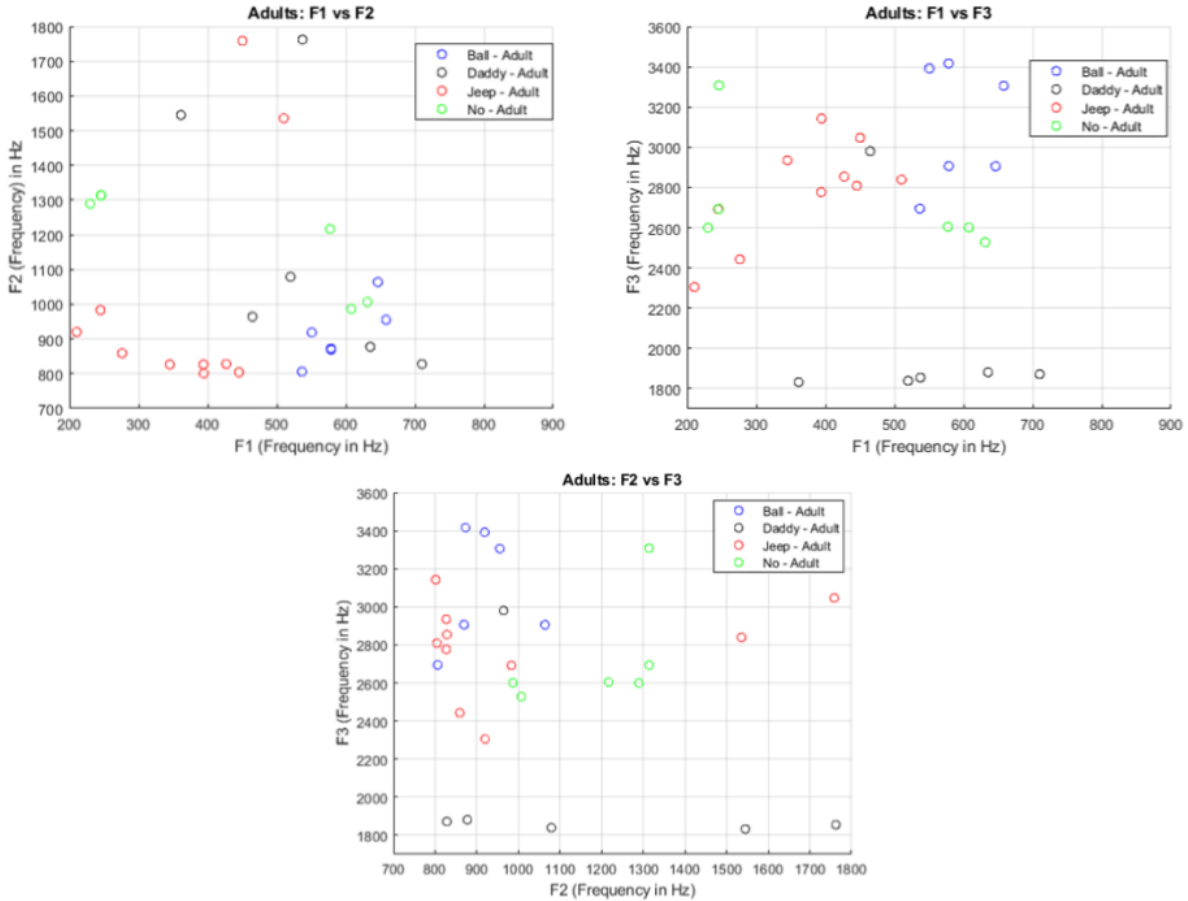 Adults: F1 vs F2
1800
1700
1600
1500
1400
1300
1200
1100
1000
900
800
700
F2 (Frequency) in Hz
200 300 400 500 600 700 800 900
F1 (Frequency in Hz)
Ball - Adult
Daddy - Adult
Jeep - Adult
No - Adult
Adults: F1 vs F3
3600
3400
3200
3000
2800
2600
2400
2200
2000
1800
F3 (Frequency in Hz)
200 300 400 500 600 700 800 900
F1 (Frequency in Hz)
Ball - Adult
Daddy - Adult
Jeep - Adult
No - Adult
Adults: F2 vs F3
3600
3400
3200
3000
2800
2600
2400
2200
2000
1800
F3 (Frequency in Hz)
700 800 900 1000 1100 1200 1300 1400 1500 1600 1700 1800
F2 (Frequency in Hz)
Ball - Adult
Daddy - Adult
Jeep - Adult
No - Adult